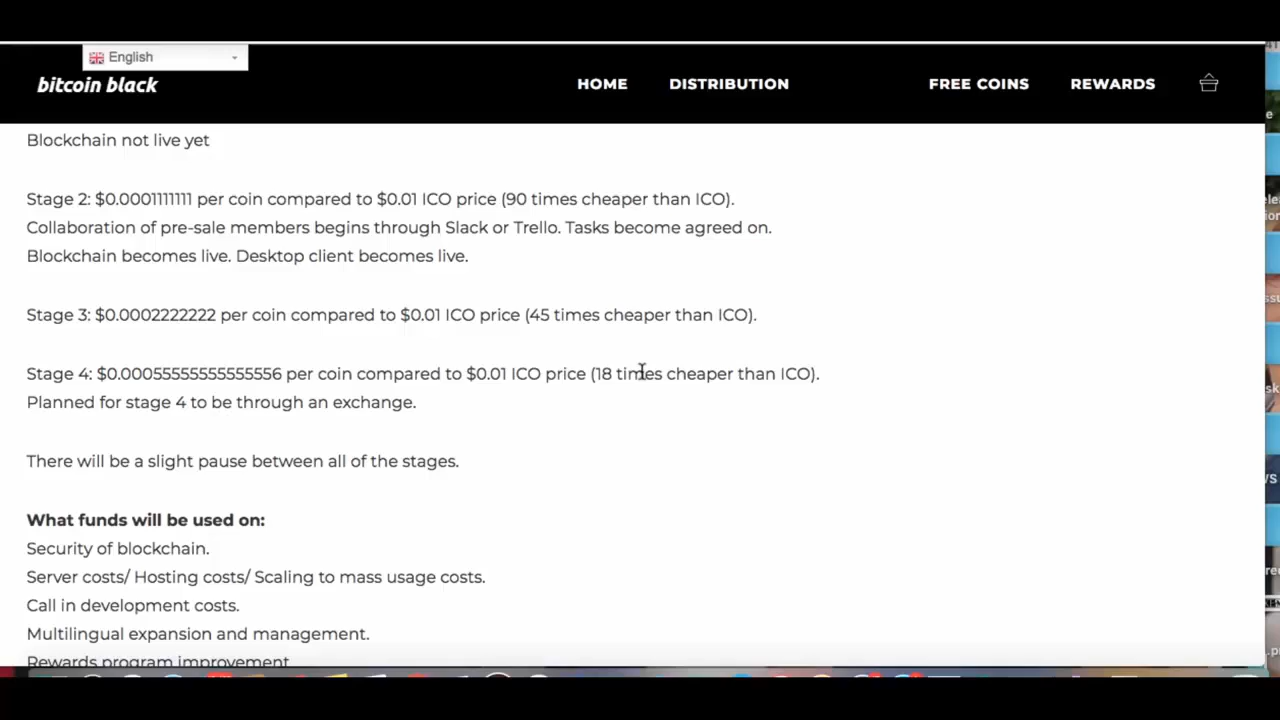 English
bitcoin black
HOME DISTRIBUTION FREE COINS REWARDS
Blockchain not live yet
Stage 2: $0.0001111111 per coin compared to $0.01 ICO price (90 times cheaper than ICO).
Collaboration of pre-sale members begins through Slack or Trello. Tasks become agreed on.
Blockchain becomes live. Desktop client becomes live.
Stage 3: $0.0002222222 per coin compared to $0.01 ICO price (45 times cheaper than ICO).
Stage 4: $0.00055555555555556 per coin compared to $0.01 ICO price (18 times cheaper than ICO).
Planned for stage 4 to be through an exchange.
There will be a slight pause between all of the stages.
What funds will be used on:
Security of blockchain.
Server costs/ Hosting costs/ Scaling to mass usage costs.
Call in development costs.
Multilingual expansion and management.
Rewards program improvement